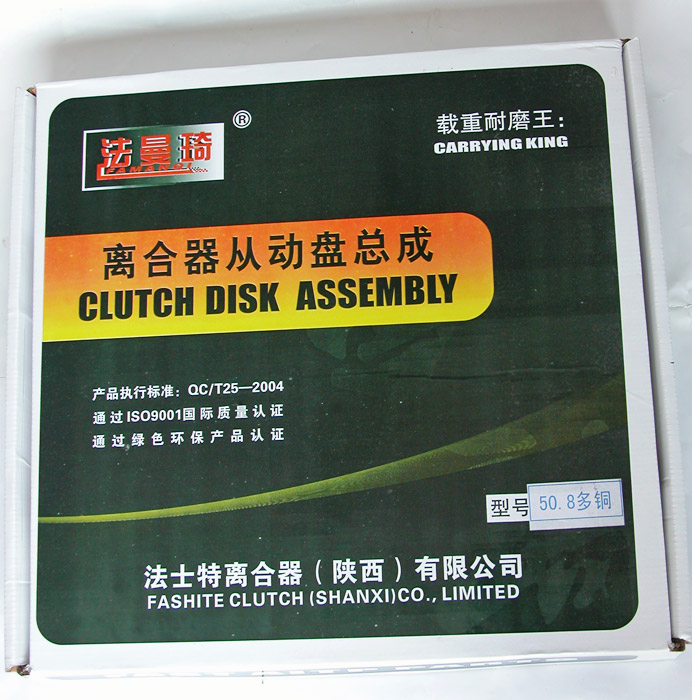 法曼琦
FAMANQI
®
载重耐磨王：
CARRYING KING
离合器从动盘总成
CLUTCH DISK ASSEMBLY
产品执行标准：QC/T25—2004
通过ISO9001国际质量认证
通过绿色环保产品认证
型号 50.8多铜
法士特离合器（陕西）有限公司
FASHITE CLUTCH (SHANXI)CO., LIMITED